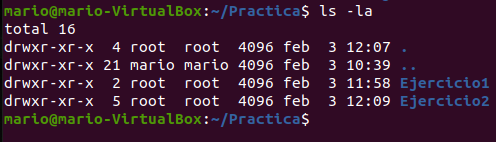 mario@mario-VirtualBox:~/Practica$ ls -la
total 16
drwxr-xr-x  4 root  root  4096 feb  3 12:07 .
drwxr-xr-x 21 mario mario 4096 feb  3 10:39 ..
drwxr-xr-x  2 root  root  4096 feb  3 11:58 Ejercicio1
drwxr-xr-x  5 root  root  4096 feb  3 12:09 Ejercicio2
mario@mario-VirtualBox:~/Practica$